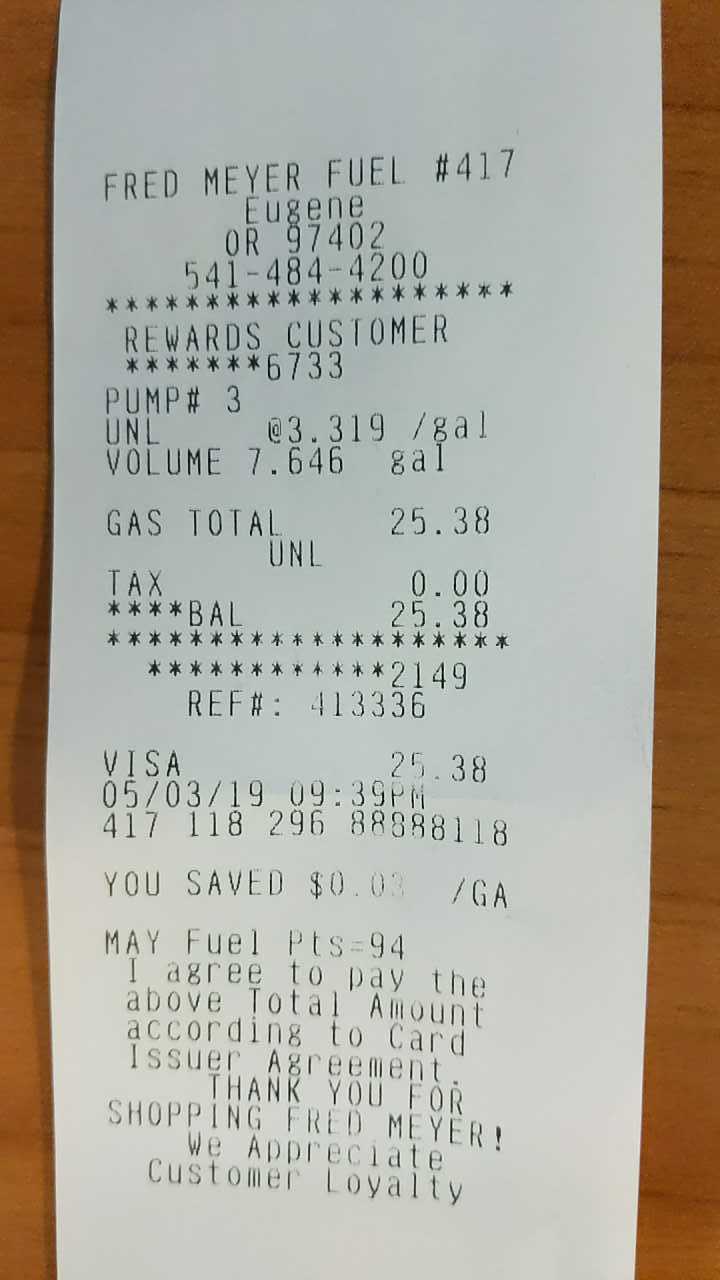 FRED MEYER FUEL #417
Eugene
OR 97402
541-484-4200
********************
REWARDS CUSTOMER
*******6733
PUMP# 3
UNL @3.319 /gal
VOLUME 7.646 gal
GAS TOTAL 25.38
UNL
TAX 0.00
****BAL 25.38
********************
************2149
REF#: 413336
VISA 25.38
05/03/19 09:39PM
417 118 296 88888118
YOU SAVED $0.03 /GA
MAY Fuel Pts=94
I agree to pay the
above Total Amount
according to Card
Issuer Agreement.
THANK YOU FOR
SHOPPING FRED MEYER!
We Appreciate
Customer Loyalty